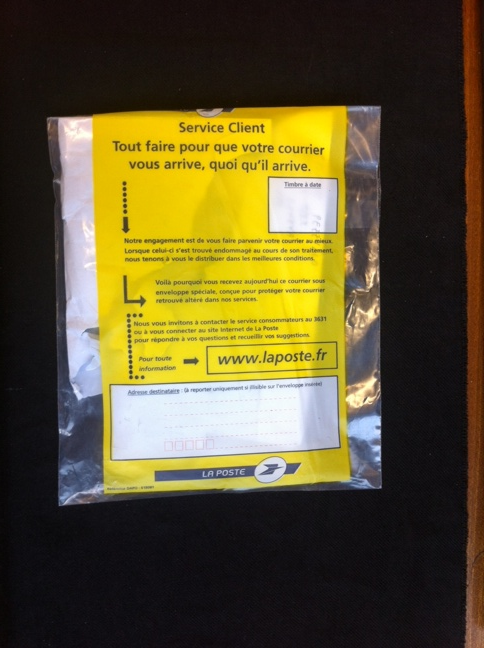 Service Client
Tout faire pour que votre courrier
vous arrive, quoi qu'il arrive.
Timbre à date
Notre engagement est de vous faire parvenir votre courrier au mieux.
Lorsque celui-ci s'est trouvé endommagé au cours de son traitement,
nous tenons à vous le distribuer dans les meilleures conditions.
Voilà pourquoi vous recevez aujourd'hui ce courrier sous
enveloppe spéciale, conçue pour protéger votre courrier
retrouvé altéré dans nos services.
Nous vous invitons à contacter le service consommateurs au 3631
ou à vous connecter au site Internet de La Poste
pour répondre à vos questions et recueillir vos suggestions.
Pour toute
information
www.laposte.fr
Adresse destinataire : (à reporter uniquement si illisible sur l'enveloppe insérée)
LA POSTE